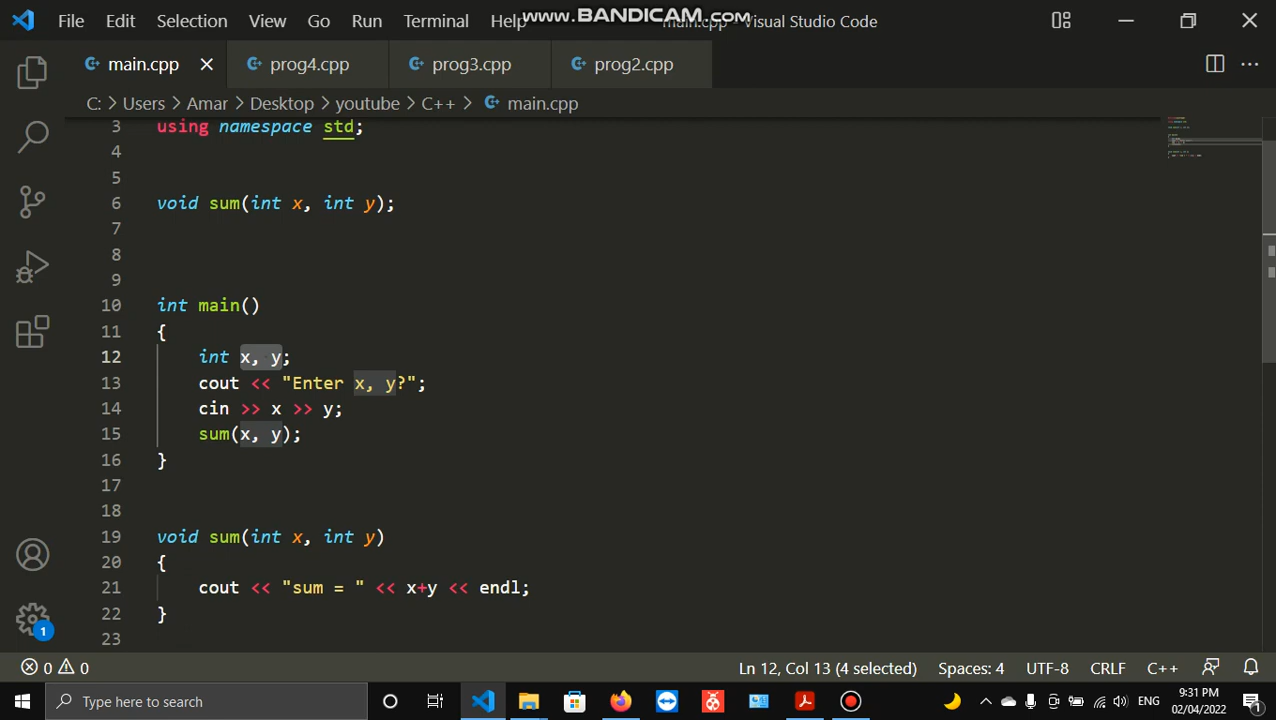 File Edit Selection View Go Run Terminal Help www.BANDICAM.com main.cpp - Visual Studio Code
main.cpp prog4.cpp prog3.cpp prog2.cpp
C: > Users > Amar > Desktop > youtube > C++ > main.cpp
3 using namespace std;
4
5
6 void sum(int x, int y);
7
8
9
10 int main()
11 {
12 int x, y;
13 cout << "Enter x, y?";
14 cin >> x >> y;
15 sum(x, y);
16 }
17
18
19 void sum(int x, int y)
20 {
21 cout << "sum = " << x+y << endl;
22 }
23
1
0 0 Ln 12, Col 13 (4 selected) Spaces: 4 UTF-8 CRLF C++
Type here to search ENG 9:31 PM
02/04/2022 1